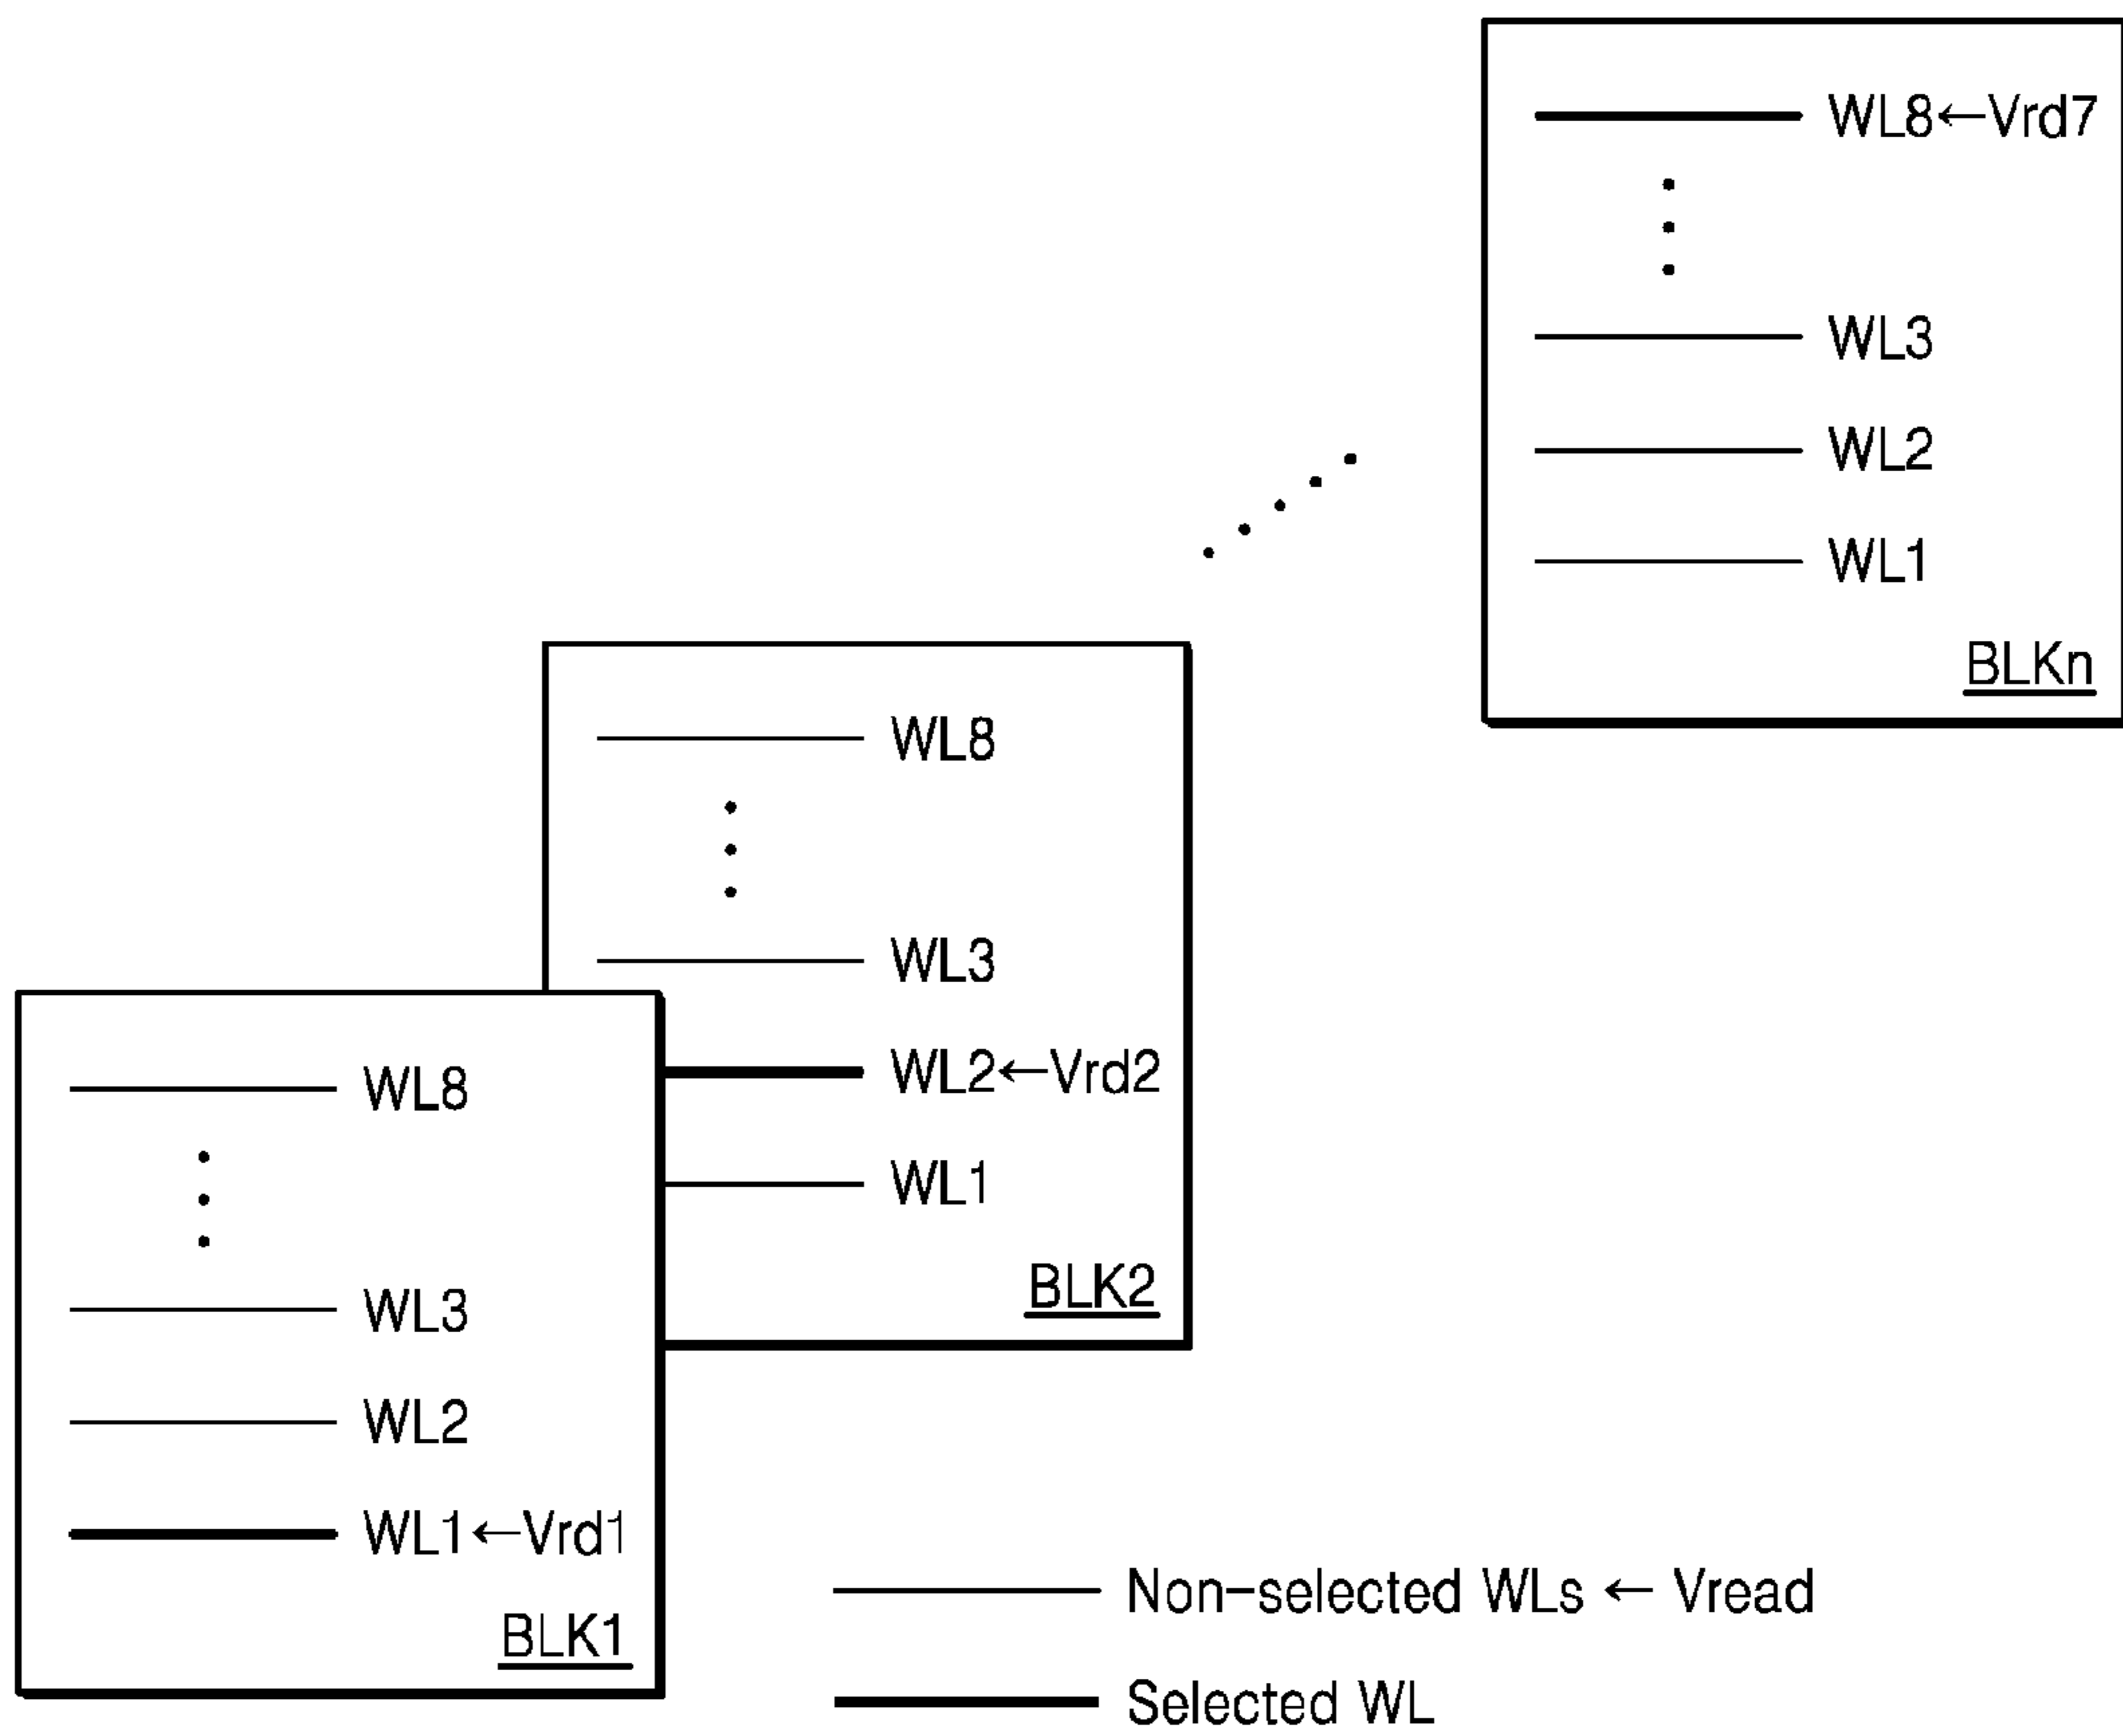 WL8←Vrd7
WL3
WL2
WL1
BLKn
WL8
WL3
WL2←Vrd2
WL1
BLK2
WL8
WL3
WL2
WL1←Vrd1
BLK1
Non-selected WLs ← Vread
Selected WL